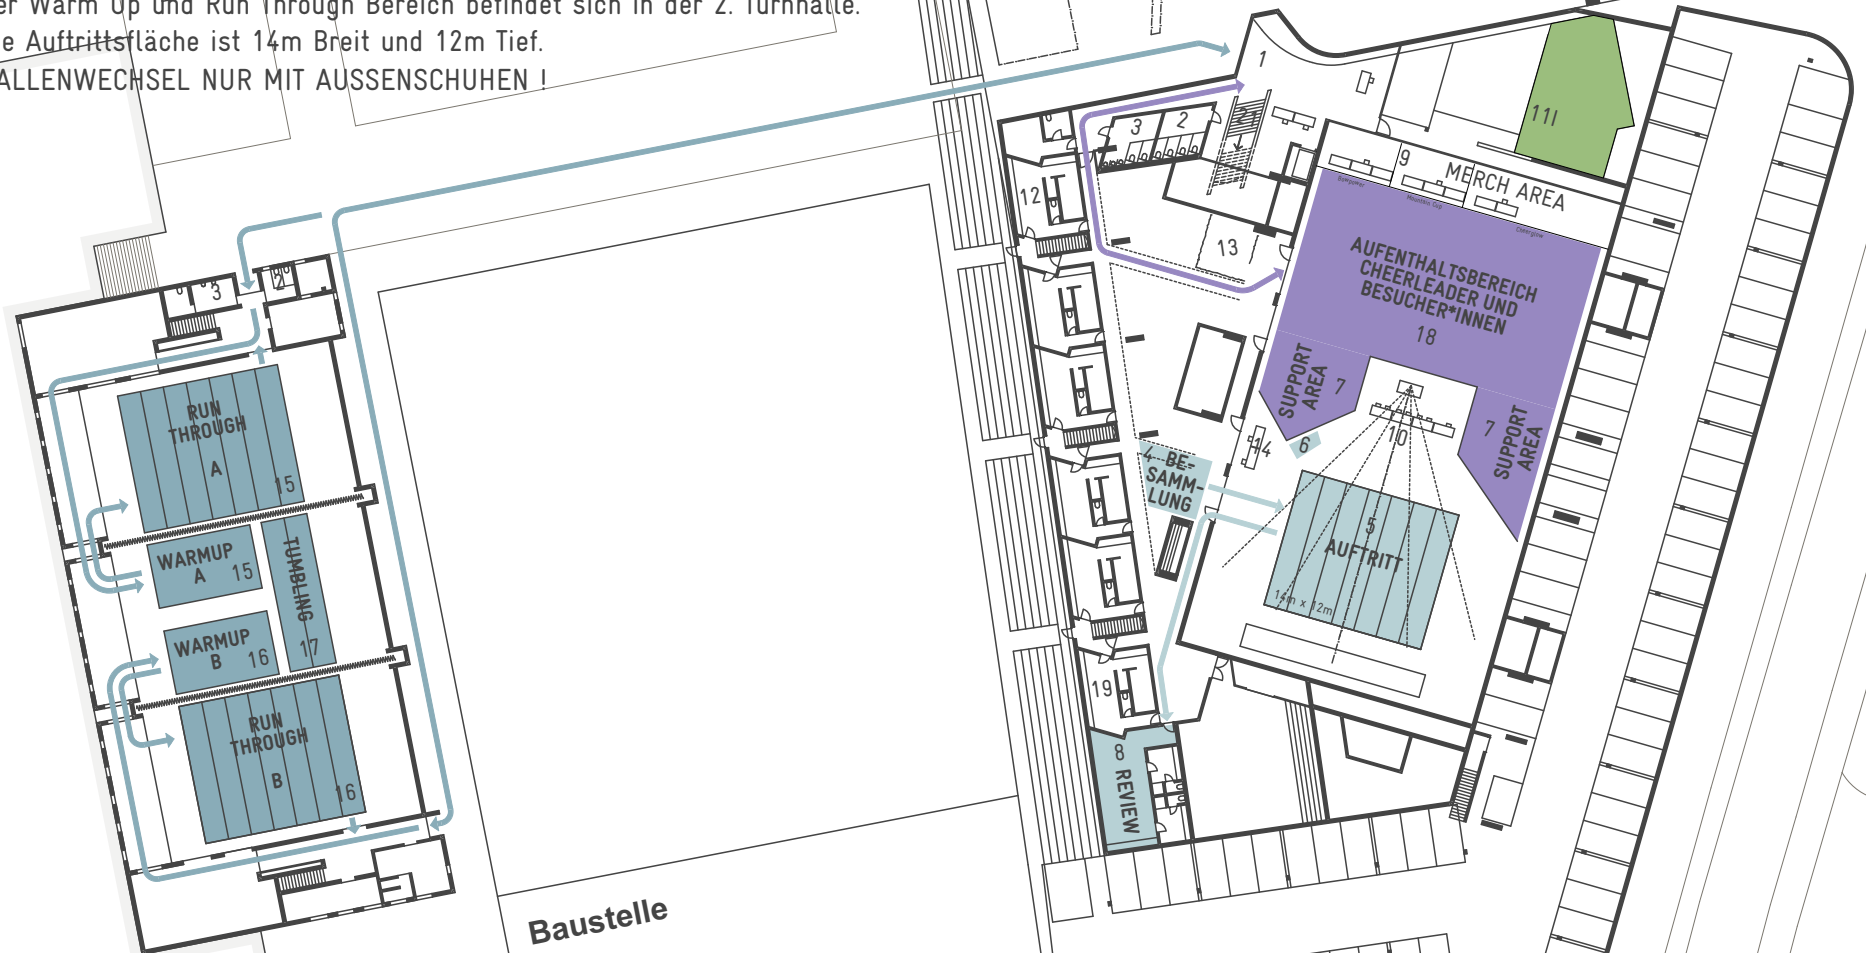 er Warm Up und Run Through Bereich befindet sich in der 2. Turnhalle.
e Auftrittsfläche ist 14m Breit und 12m Tief.
ALLENWECHSEL NUR MIT AUSSENSCHUHEN !
3
2
RUN
THROUGH
A
15
WARMUP
A
15
TUMBLING
17
WARMUP
B
16
RUN
THROUGH
B
16
Baustelle
1
3
2
21
12
13
11I
9
MERCH AREA
AUFENTHALTSBEREICH
CHEERLEADER UND
BESUCHER*INNEN
18
SUPPORT
AREA
7
7
SUPPORT
AREA
10
6
14
4 BE-
SAMM-
LUNG
5
AUFTRITT
14m x 12m
19
8
REVIEW